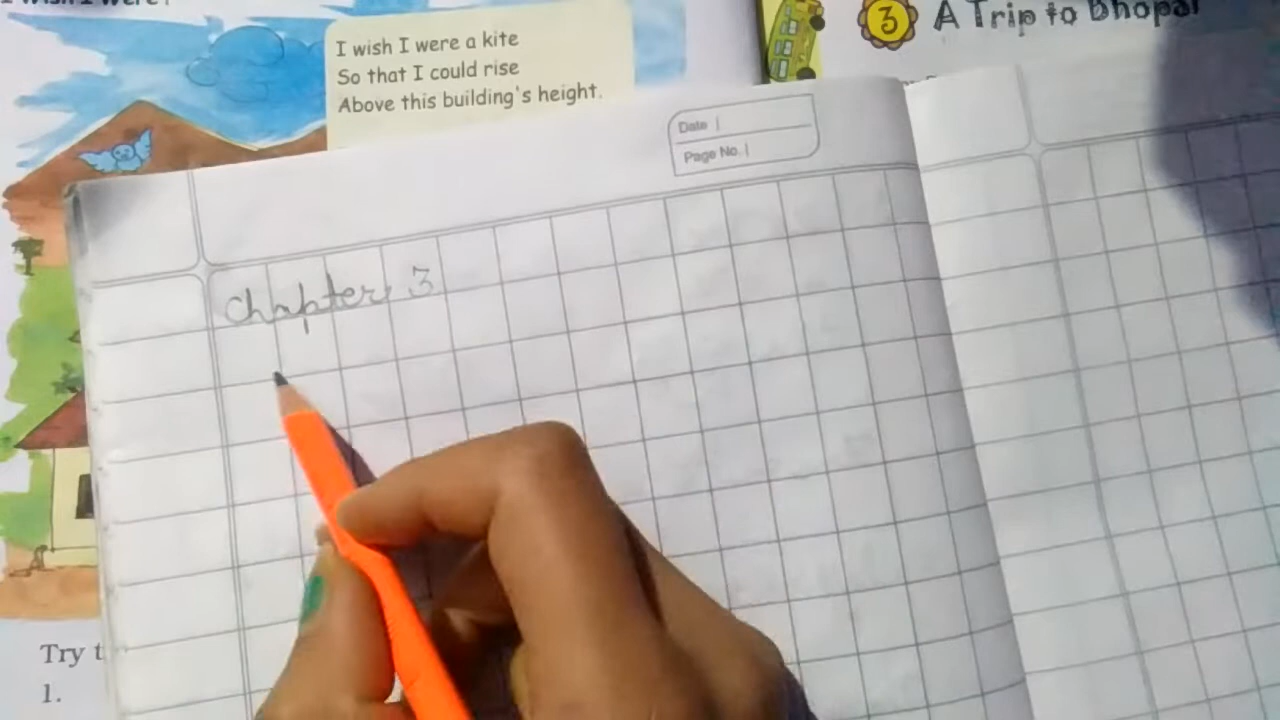 I wish I were a kite
So that I could rise
Above this building's height.
3 A Trip to Bhopal
Date
Page No.
Chapter 3
Try
1.